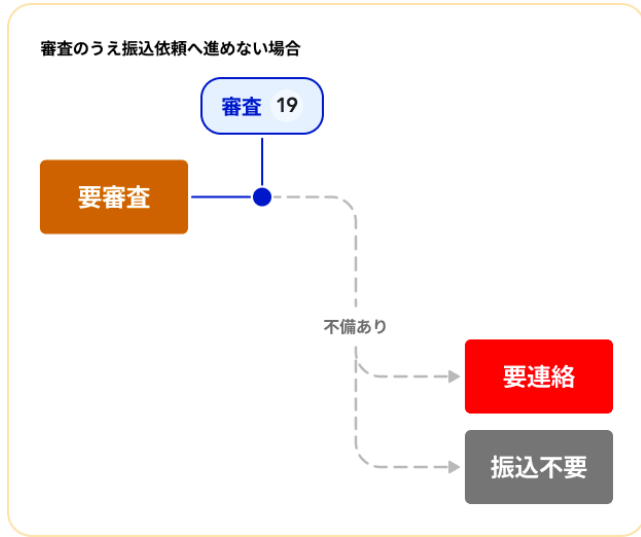 審査のうえ振込依頼へ進めない場合
審査 19
要審査
不備あり
要連絡
振込不要